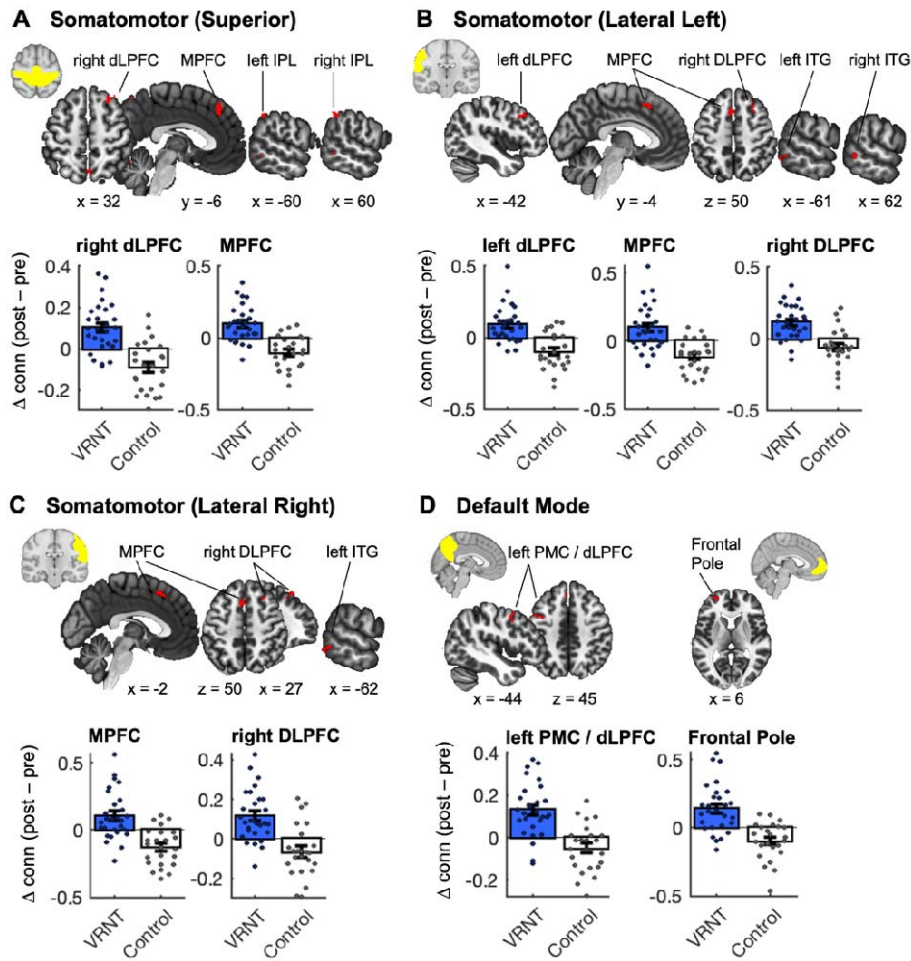 A Somatomotor (Superior)
right dLPFC MPFC left IPL right IPL
x = 32 y = -6 x = -60 x = 60
right dLPFC MPFC
Δ conn (post – pre)
0.4
0.2
0
-0.2
0.5
0
-0.5
VRNT Control VRNT Control
B Somatomotor (Lateral Left)
left dLPFC MPFC right DLPFC left ITG right ITG
x = -42 y = -4 z = 50 x = -61 x = 62
left dLPFC MPFC right DLPFC
Δ conn (post – pre)
0.5
0
-0.5
0.5
0
-0.5
0.5
0
-0.5
VRNT Control VRNT Control VRNT Control
C Somatomotor (Lateral Right)
MPFC right DLPFC left ITG
x = -2 z = 50 x = 27 x = -62
MPFC right DLPFC
Δ conn (post – pre)
0.5
0
-0.5
0.4
0.2
0
-0.2
VRNT Control VRNT Control
D Default Mode
left PMC / dLPFC Frontal
Pole
x = -44 z = 45 x = 6
left PMC / dLPFC Frontal Pole
Δ conn (post – pre)
0.4
0.2
0
-0.2
0.5
0
-0.5
VRNT Control VRNT Control